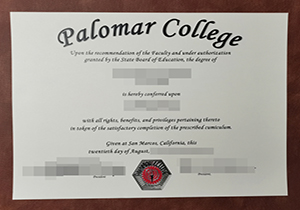 Palomar College
Upon the recommendation of the Faculty and under authorization
granted by the State Board of Education, the degree of
is hereby conferred upon
with all rights, benefits, and privileges pertaining thereto
in token of the satisfactory completion of the prescribed curriculum.
Given at San Marcos, California, this
twentieth day of August,